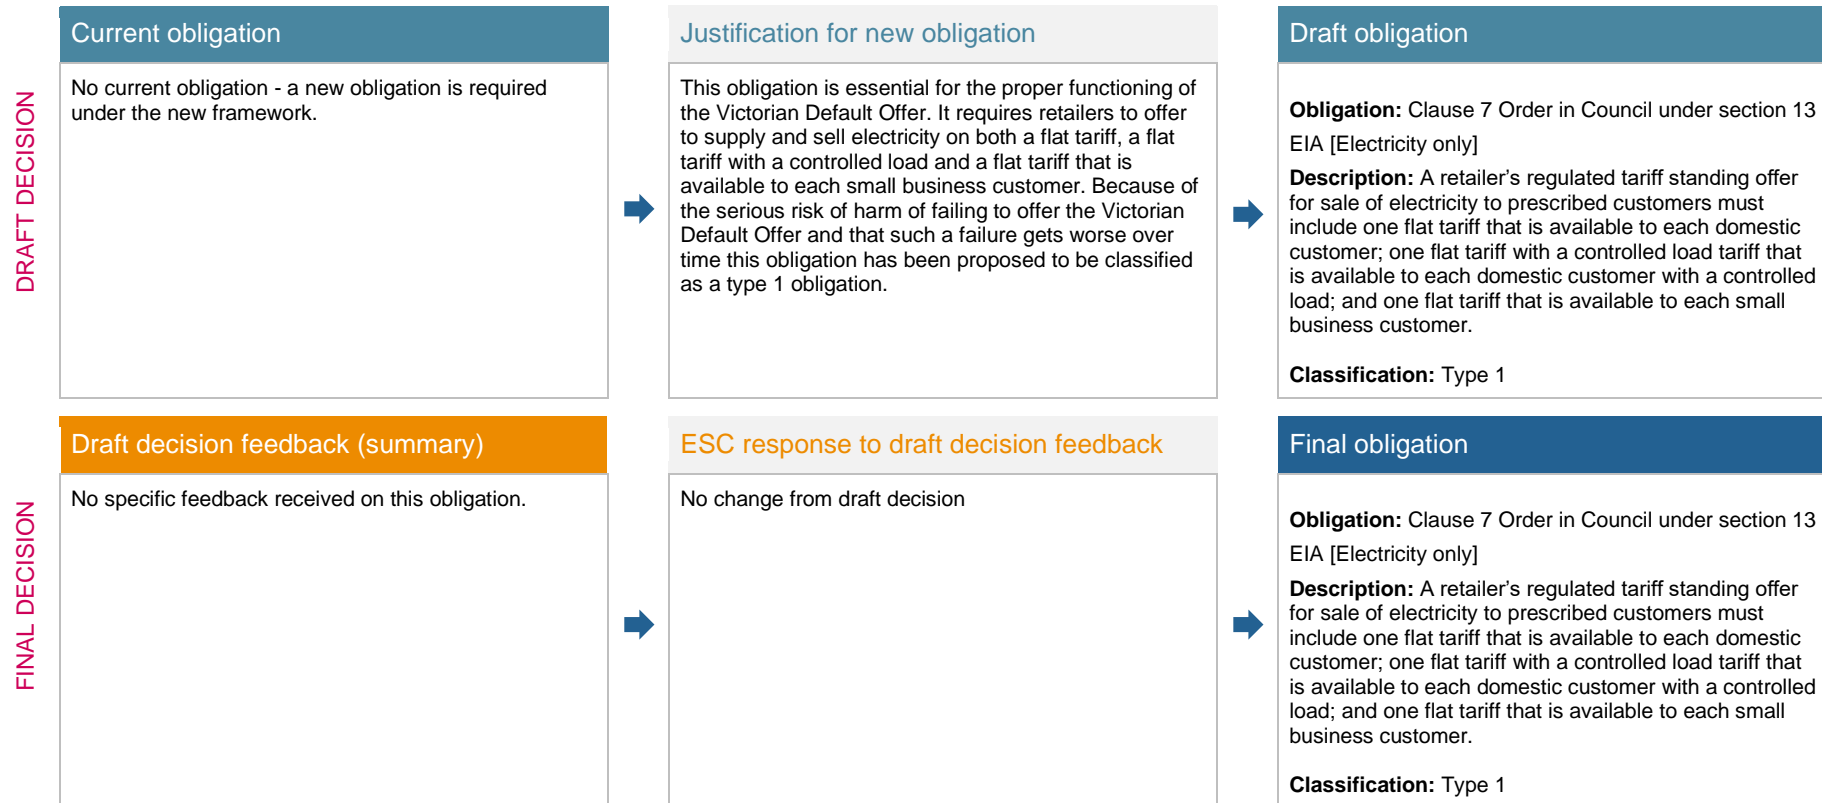 DRAFT DECISION
Current obligation
No current obligation - a new obligation is required
under the new framework.
Justification for new obligation
This obligation is essential for the proper functioning of
the Victorian Default Offer. It requires retailers to offer
to supply and sell electricity on both a flat tariff, a flat
tariff with a controlled load and a flat tariff that is
available to each small business customer. Because of
the serious risk of harm of failing to offer the Victorian
Default Offer and that such a failure gets worse over
time this obligation has been proposed to be classified
as a type 1 obligation.
Draft obligation
Obligation: Clause 7 Order in Council under section 13
EIA [Electricity only]
Description: A retailer’s regulated tariff standing offer
for sale of electricity to prescribed customers must
include one flat tariff that is available to each domestic
customer; one flat tariff with a controlled load tariff that
is available to each domestic customer with a controlled
load; and one flat tariff that is available to each small
business customer.
Classification: Type 1
FINAL DECISION
Draft decision feedback (summary)
No specific feedback received on this obligation.
ESC response to draft decision feedback
No change from draft decision
Final obligation
Obligation: Clause 7 Order in Council under section 13
EIA [Electricity only]
Description: A retailer’s regulated tariff standing offer
for sale of electricity to prescribed customers must
include one flat tariff that is available to each domestic
customer; one flat tariff with a controlled load tariff that
is available to each domestic customer with a controlled
load; and one flat tariff that is available to each small
business customer.
Classification: Type 1